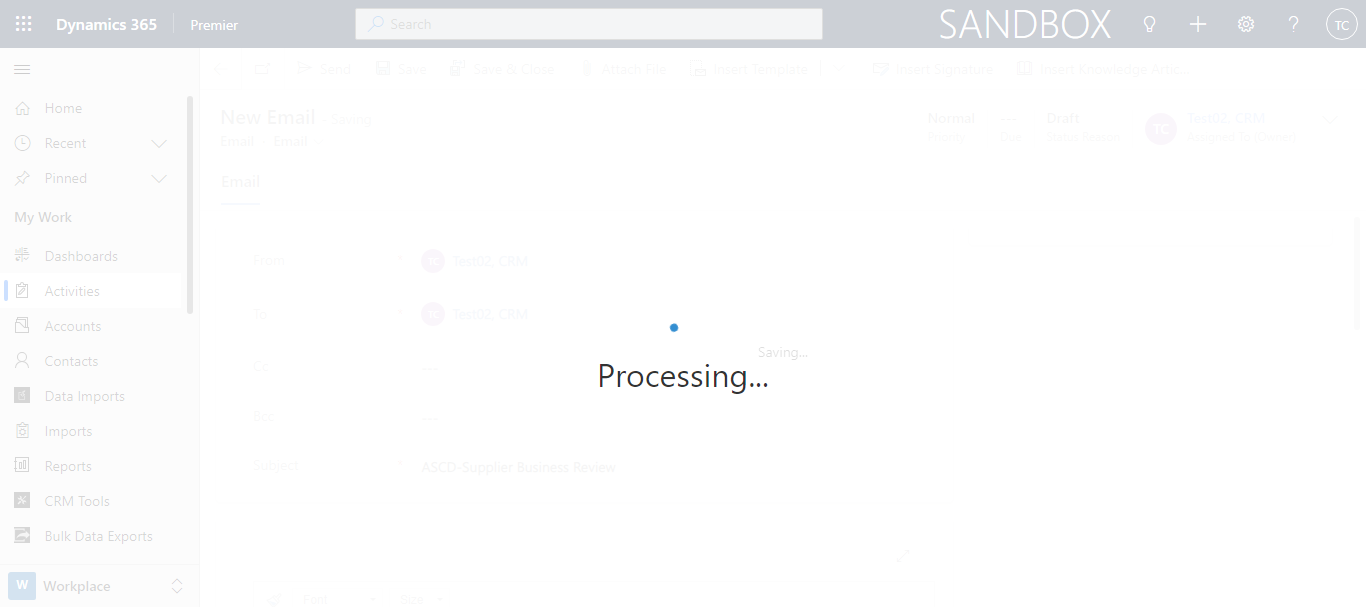 Dynamics 365 Premier Search SANDBOX ? TC
Send Save Save & Close Attach File Insert Template Insert Signature Insert Knowledge Artic...
Home
Recent
Pinned
My Work
Dashboards
Activities
Accounts
Contacts
Data Imports
Imports
Reports
CRM Tools
Bulk Data Exports
W Workplace
New Email - Saving
Email Email
Normal --- Draft TC Test02, CRM
Priority Due Status Reason Assigned To (Owner)
Email
From * TC Test02, CRM
To * TC Test02, CRM
Saving...
Processing...
Cc ---
Bcc ---
Subject * ASCD-Supplier Business Review
Font Size